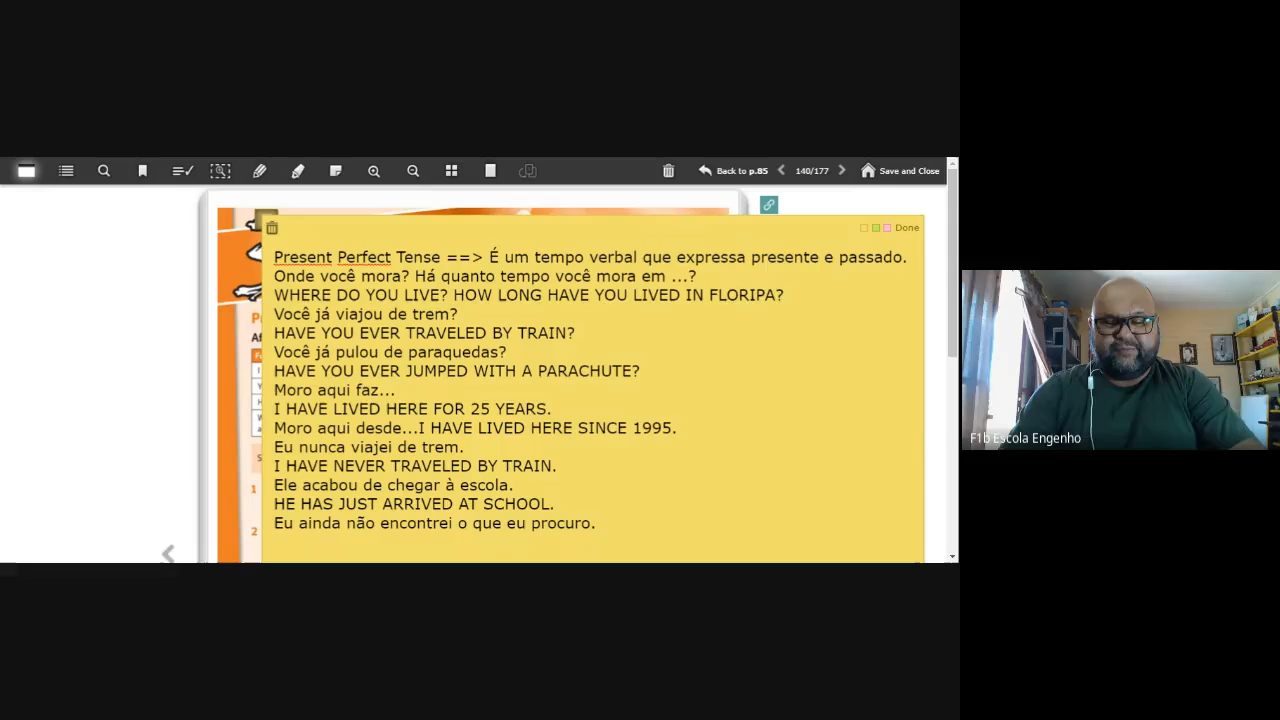 Back to p.85
140/177
Save and Close
Done
Present Perfect Tense ==> É um tempo verbal que expressa presente e passado.
Onde você mora? Há quanto tempo você mora em ...?
WHERE DO YOU LIVE? HOW LONG HAVE YOU LIVED IN FLORIPA?
Você já viajou de trem?
HAVE YOU EVER TRAVELED BY TRAIN?
Você já pulou de paraquedas?
HAVE YOU EVER JUMPED WITH A PARACHUTE?
Moro aqui faz...
I HAVE LIVED HERE FOR 25 YEARS.
Moro aqui desde...I HAVE LIVED HERE SINCE 1995.
Eu nunca viajei de trem.
I HAVE NEVER TRAVELED BY TRAIN.
Ele acabou de chegar à escola.
HE HAS JUST ARRIVED AT SCHOOL.
Eu ainda não encontrei o que eu procuro.
1
2
F1b Escola Engenho